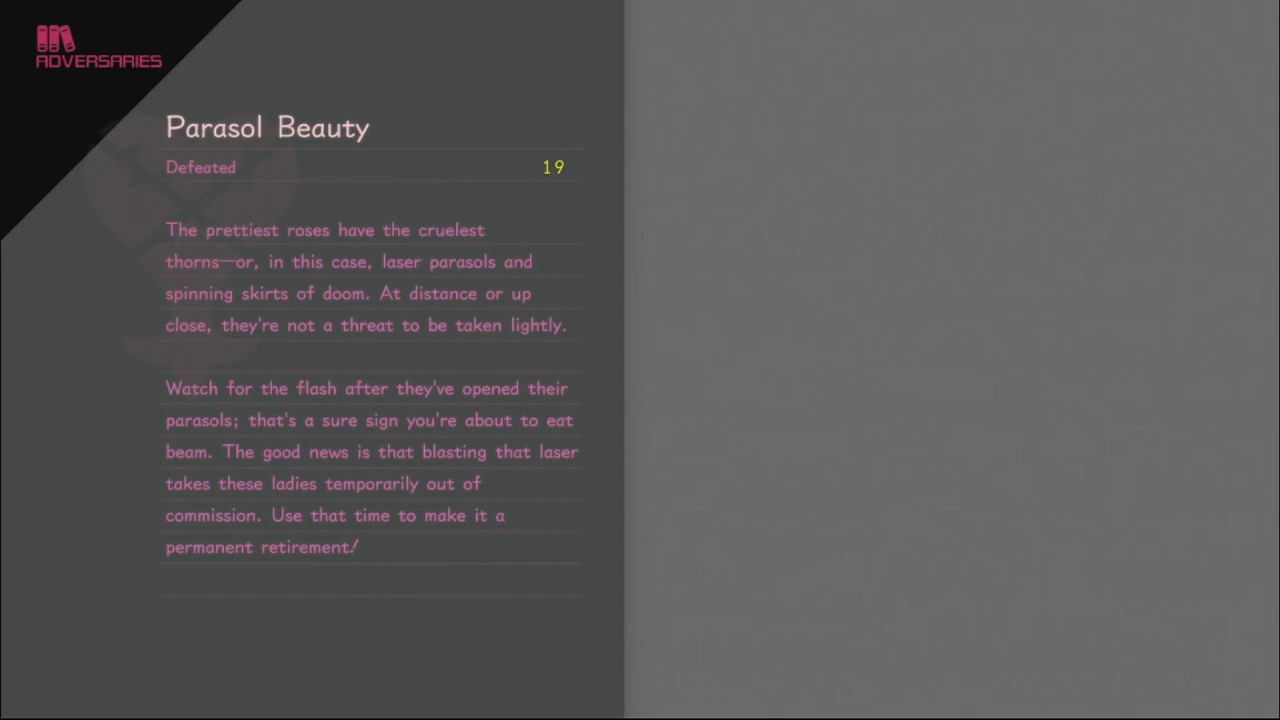 ADVERSARIES
Parasol Beauty
Defeated 19
The prettiest roses have the cruelest
thorns—or, in this case, laser parasols and
spinning skirts of doom. At distance or up
close, they're not a threat to be taken lightly.
Watch for the flash after they've opened their
parasols; that's a sure sign you're about to eat
beam. The good news is that blasting that laser
takes these ladies temporarily out of
commission. Use that time to make it a
permanent retirement!